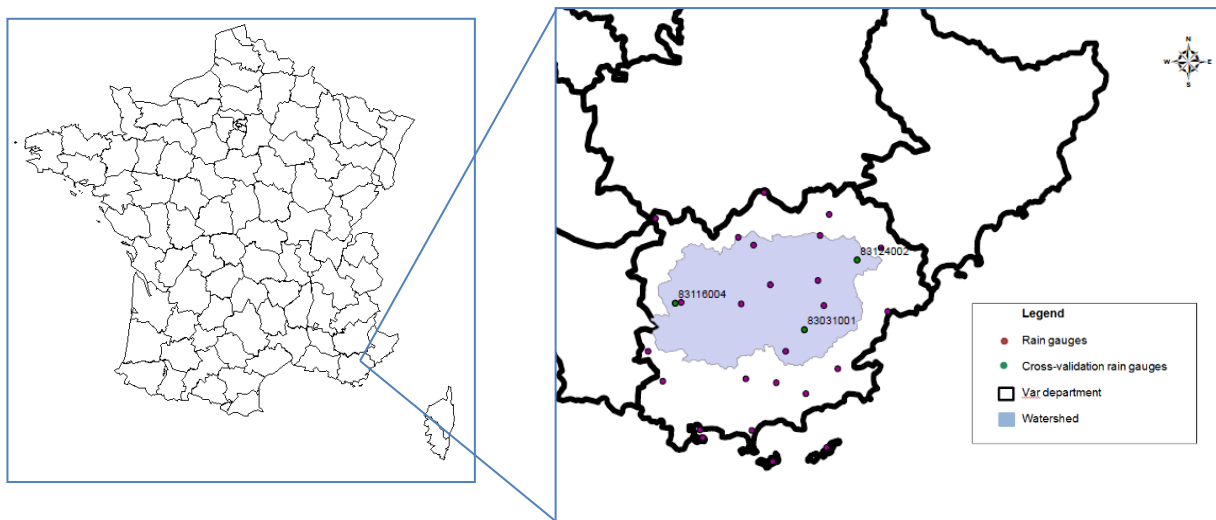 N
W E
S
83124002
83116004
83031001
Legend
Rain gauges
Cross-validation rain gauges
Var department
Watershed